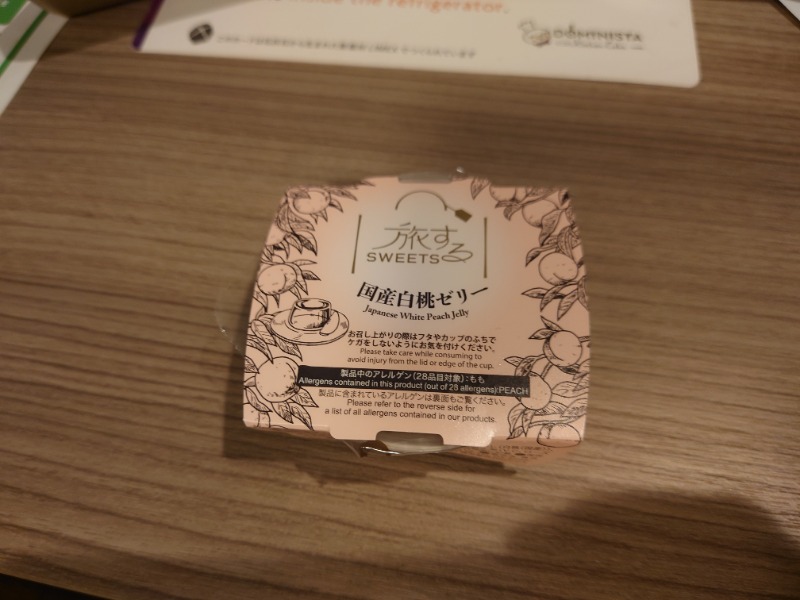 inside the refrigerator.
DOMINISTA
旅する
SWEETS
国産白桃ゼリー
Japanese White Peach Jelly
お召し上がりの際はフタやカップのふちで
ケガをしないようにお気を付けください。
Please take care while consuming to
avoid injury from the lid or edge of the cup.
製品中のアレルゲン(28品目対象):もも
Allergens contained in this product (out of 28 allergens):PEACH
製品に含まれているアレルゲンは裏面もご覧ください。
Please refer to the reverse side for
a list of all allergens contained in our products.